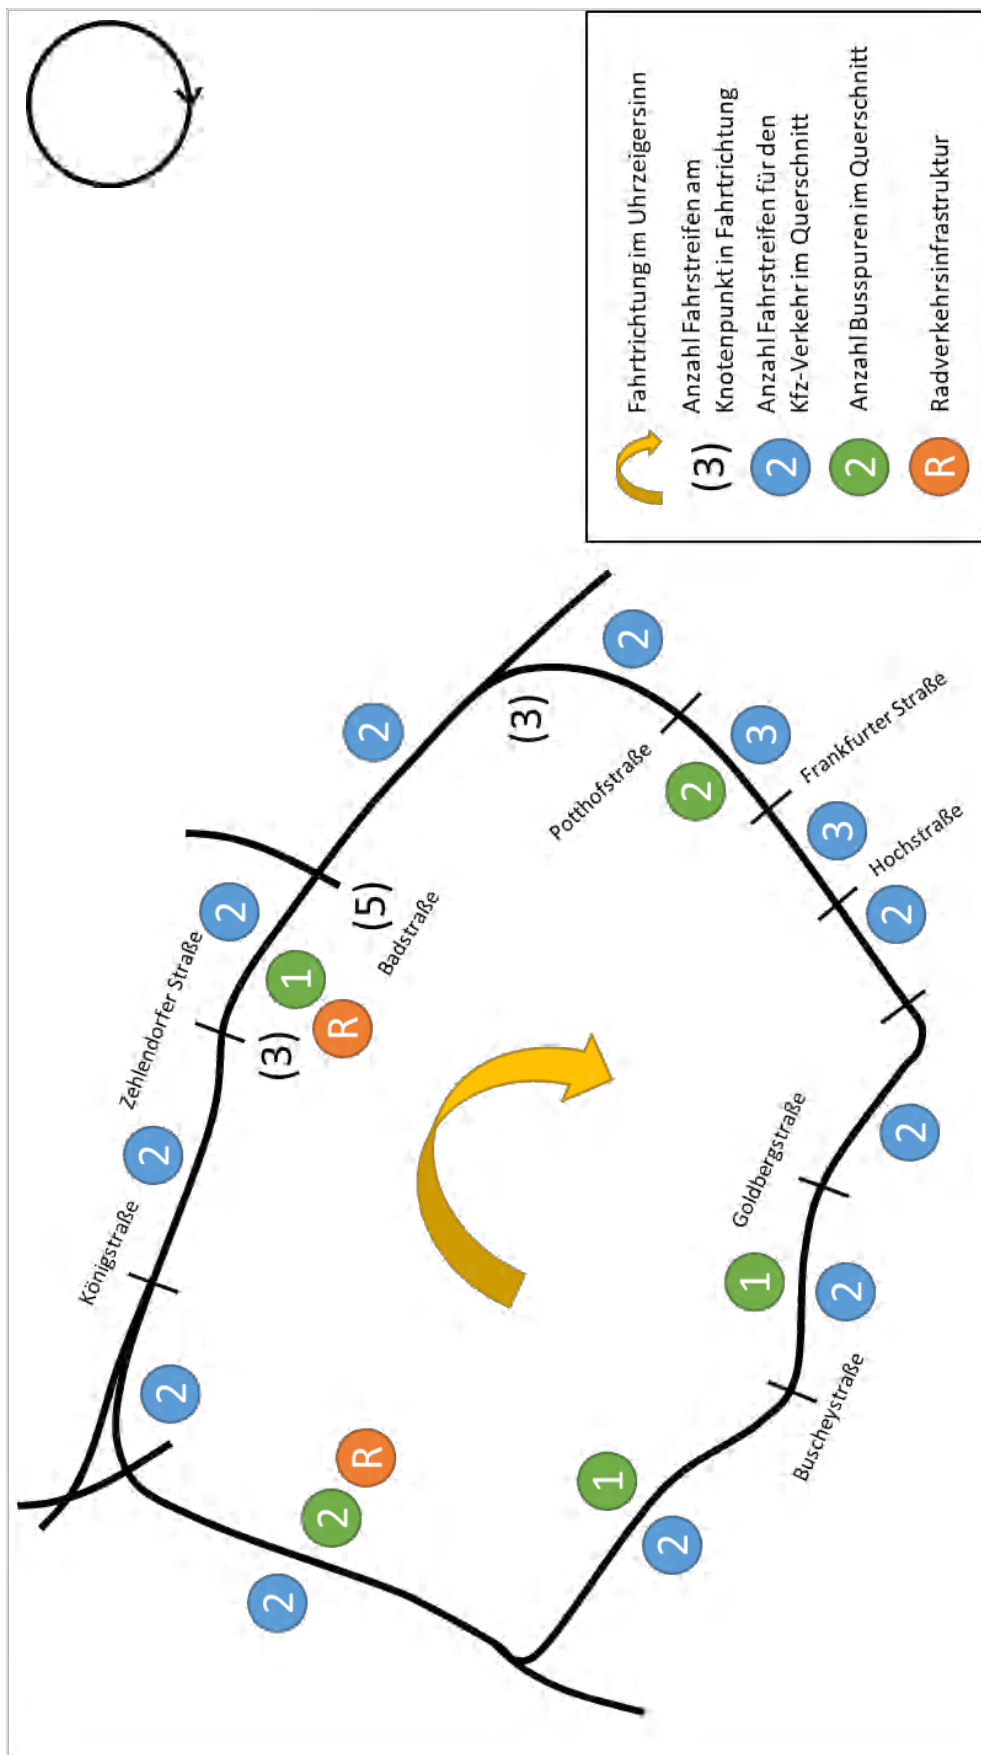 Königstraße
2
Zehlendorfer Straße
2
2
2
(3)
1
R
(5)
Badstraße
2
(3)
2
2
R
2
1
2
Buscheystraße
1
2
Goldbergstraße
2
Potthofstraße
2
3
Frankfurter Straße
3
Hochstraße
2
Fahrtrichtung im Uhrzeigersinn
(3)
Anzahl Fahrstreifen am
Knotenpunkt in Fahrtrichtung
2
Anzahl Fahrstreifen für den
Kfz-Verkehr im Querschnitt
2
Anzahl Busspuren im Querschnitt
R
Radverkehrsinfrastruktur